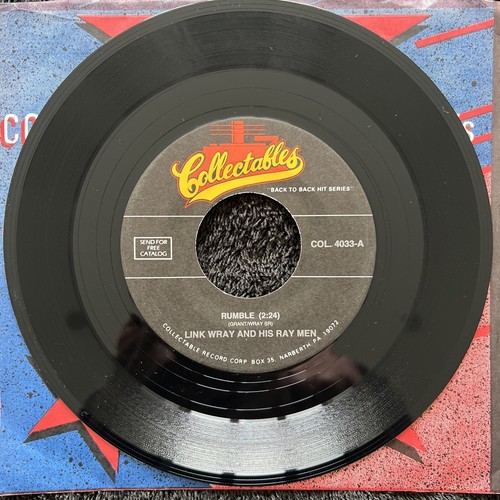 Collectables
"BACK TO BACK HIT SERIES"
SEND FOR
FREE
CATALOG
COL. 4033-A
RUMBLE (2:24)
(GRANT/WRAY SR)
LINK WRAY AND HIS RAY MEN
COLLECTABLE RECORD CORP BOX 35, NARBERTH, PA 19072